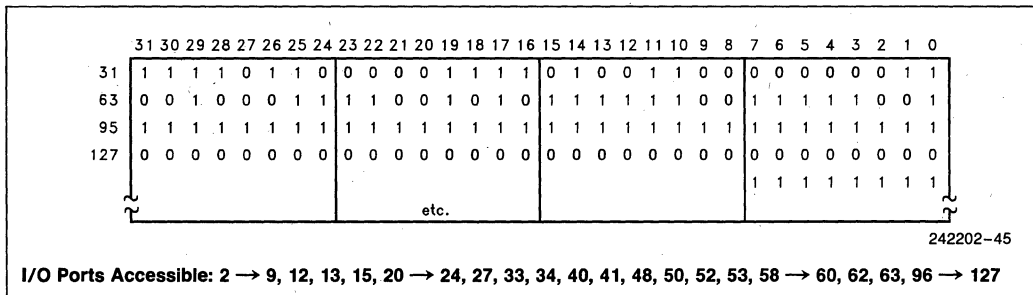 31 30 29 28 27 26 25 24 23 22 21 20 19 18 17 16 15 14 13 12 11 10 9 8 7 6 5 4 3 2 1 0
31 1 1 1 1 0 1 1 0 0 0 0 0 1 1 1 1 0 1 0 0 1 1 0 0 0 0 0 0 0 0 1 1
63 0 0 1 0 0 0 1 1 1 1 0 0 1 0 1 0 1 1 1 1 1 1 0 0 1 1 1 1 1 0 0 1
95 1 1 1 1 1 1 1 1 1 1 1 1 1 1 1 1 1 1 1 1 1 1 1 1 1 1 1 1 1 1 1 1
127 0 0 0 0 0 0 0 0 0 0 0 0 0 0 0 0 0 0 0 0 0 0 0 0 0 0 0 0 0 0 0 0
1 1 1 1 1 1 1 1
etc.
242202–45
I/O Ports Accessible: 2 → 9, 12, 13, 15, 20 → 24, 27, 33, 34, 40, 41, 48, 50, 52, 53, 58 → 60, 62, 63, 96 → 127